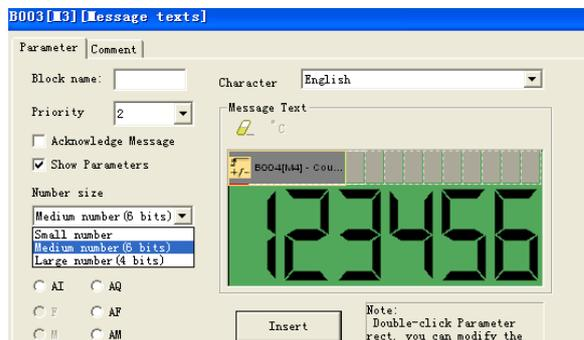 B003[M3][Message texts]
Parameter
Comment
Block name:
Character
English
Priority
2
Message Text
°C
Acknowledge Message
Show Parameters
B004[M4] - Cou...
+/-
Number size
Medium number(6 bits)
Small number
Medium number(6 bits)
Large number(4 bits)
123456
AI
AQ
F
AF
M
AM
Insert
Note:
Double-click Parameter
rect, you can modify the